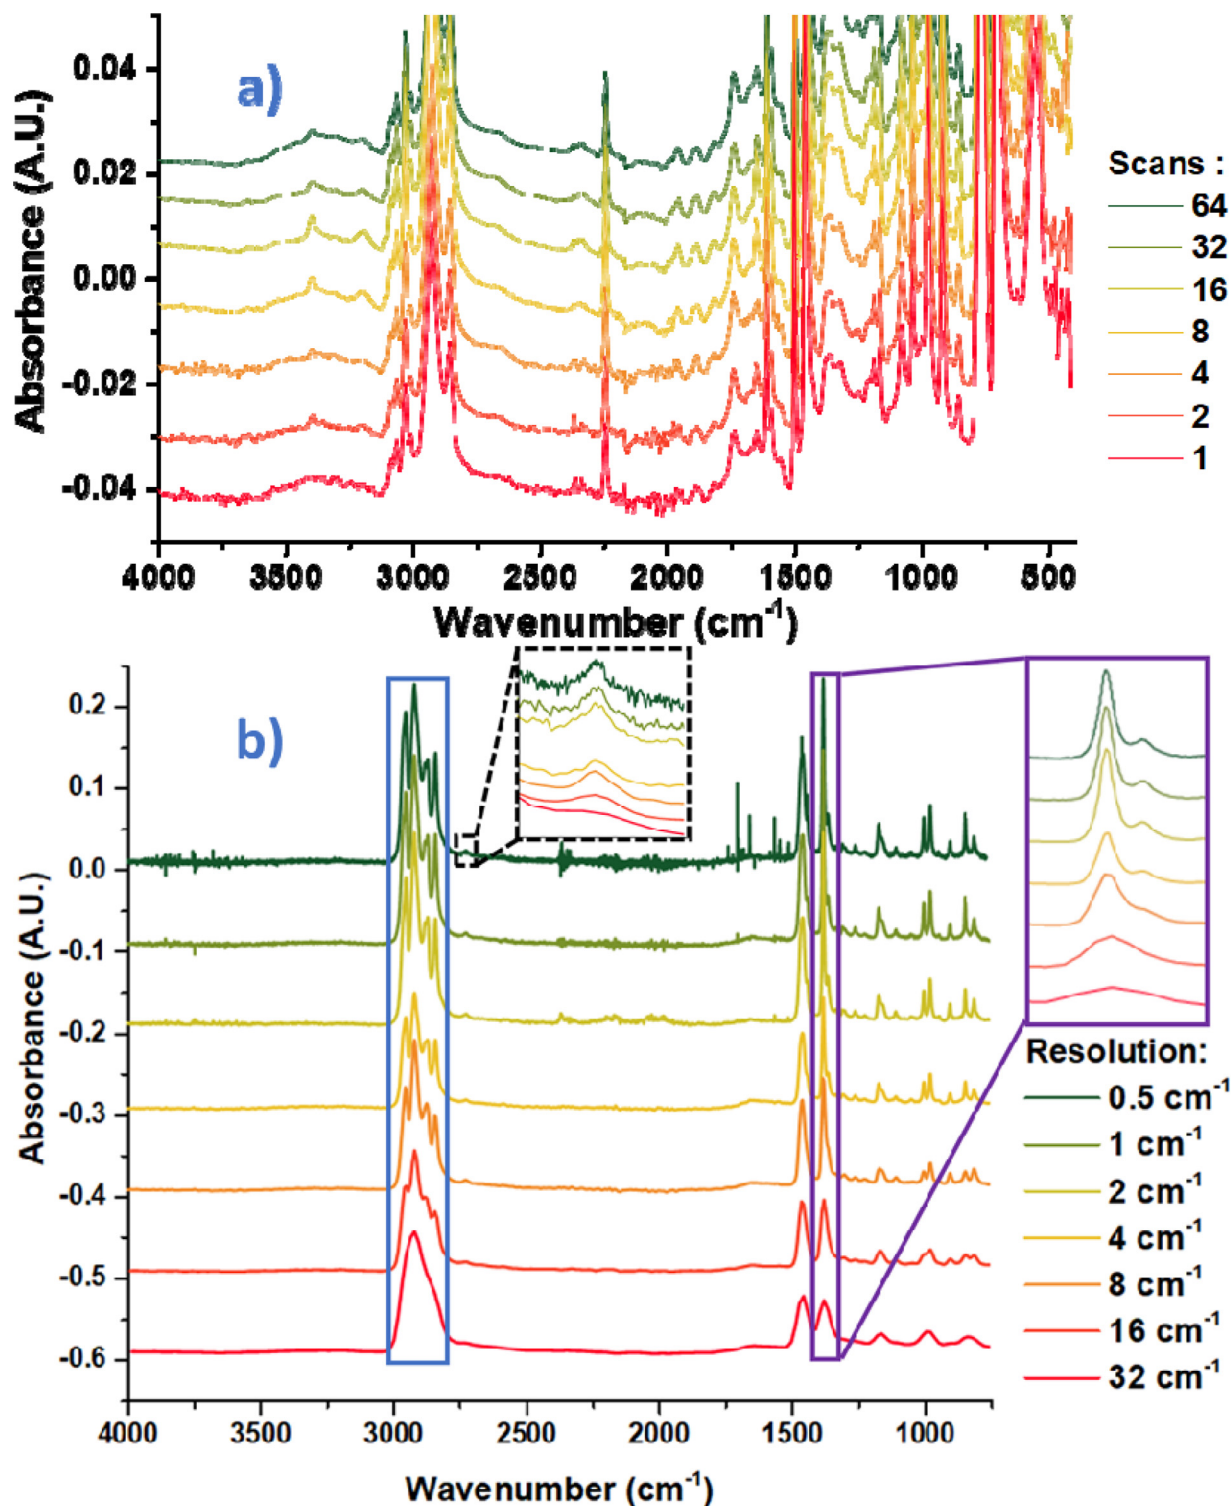 a)
0.04
0.02
0.00
-0.02
-0.04
Absorbance (A.U.)
4000 3500 3000 2500 2000 1500 1000 500
Wavenumber (cm⁻¹)
Scans :
64
32
16
8
4
2
1
b)
0.2
0.1
0.0
-0.1
-0.2
-0.3
-0.4
-0.5
-0.6
Absorbance (A.U.)
4000 3500 3000 2500 2000 1500 1000
Wavenumber (cm⁻¹)
Resolution:
0.5 cm⁻¹
1 cm⁻¹
2 cm⁻¹
4 cm⁻¹
8 cm⁻¹
16 cm⁻¹
32 cm⁻¹